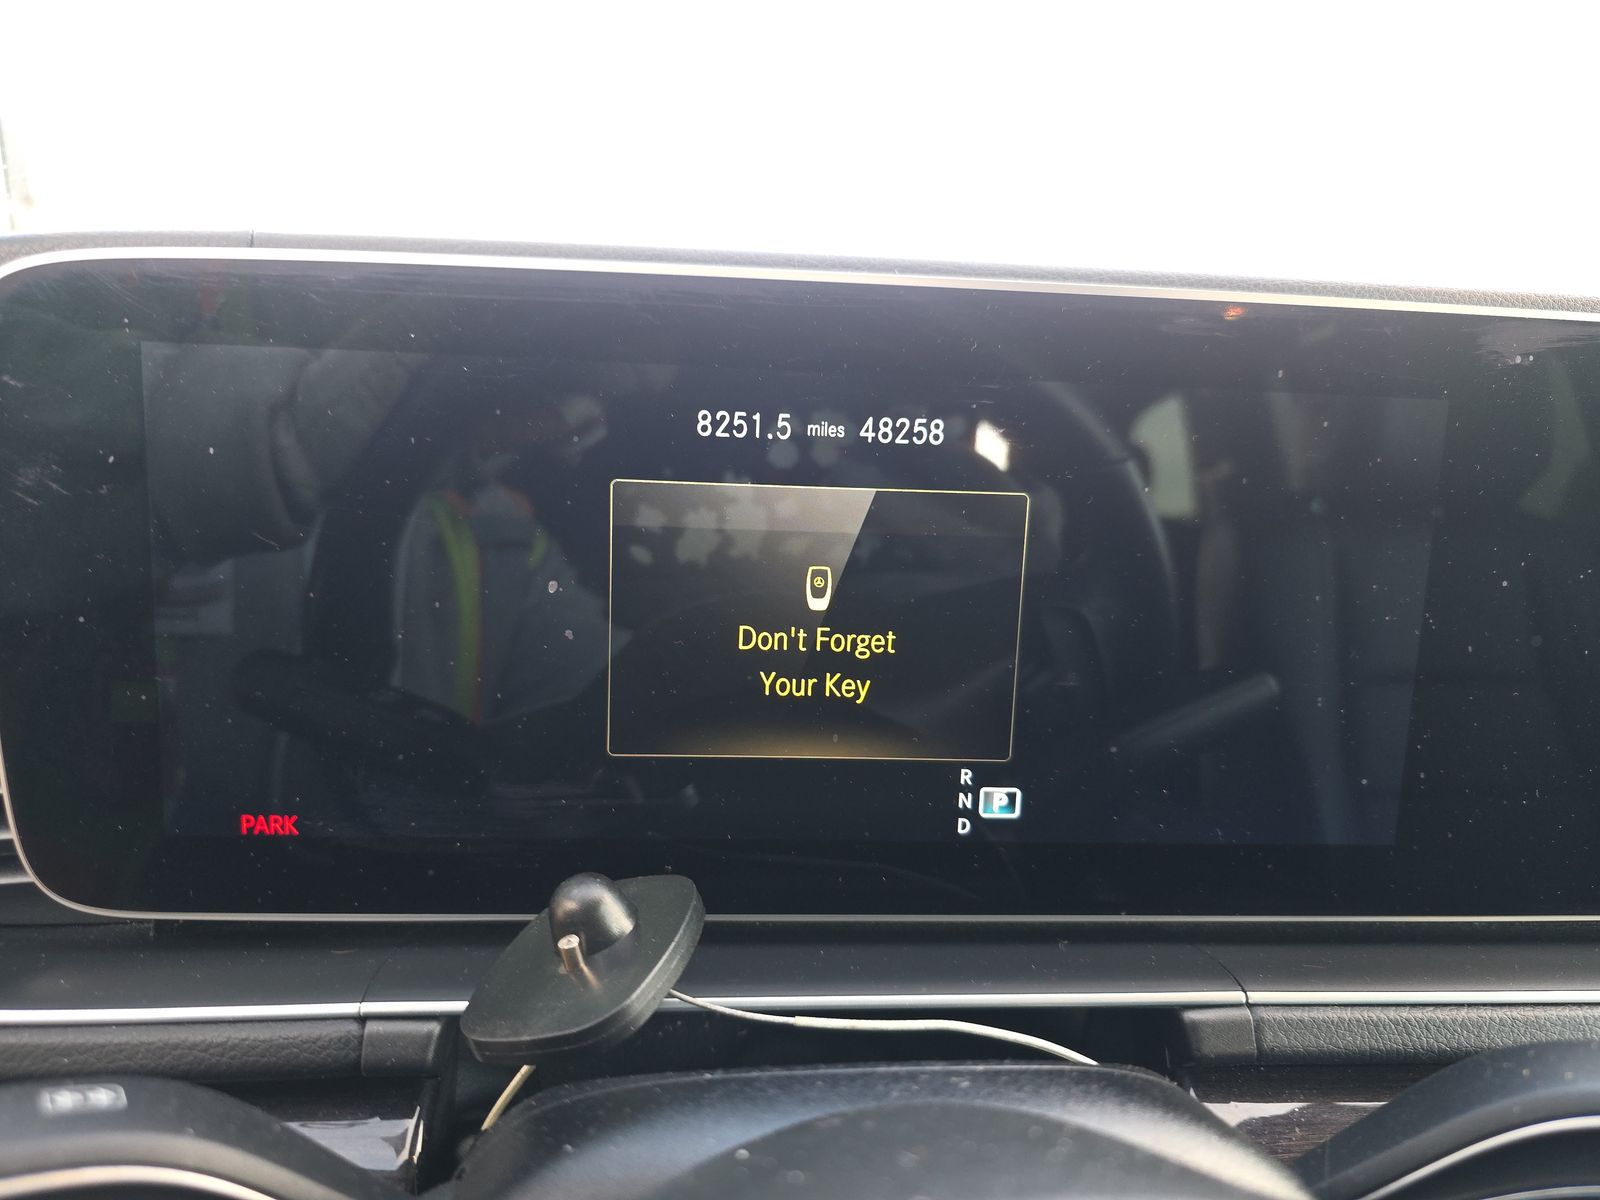 8251.5 miles 48258
Don't Forget
Your Key
R
N P
D
PARK